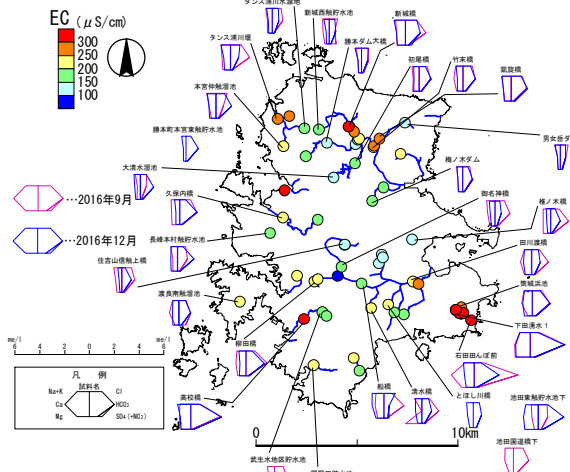 EC (μS/cm)
300
250
200
150
100
タンス浦川水源地
新城西触貯水池
勝本ダム大橋
新城橋
タンス浦川堰
初尾橋
竹末橋
凱旋橋
本宮仲触溜池
勝本町本宮東触貯水池
男女岳ダ
大清水溜池
梅ノ木ダム
久保内橋
御名神橋
椎ノ木橋
…2016年9月
…2016年12月
長峰本村触貯水池
住吉山信触上橋
田川渡橋
渡良南触溜池
筒城浜池
下田湧水1
me/l
6 4 2 0 2 4 6
me/l
凡 例
試料名
Na+K
Cl
Ca
HCO3
Mg
SO4(+NO3)
柳田橋
石田田んぼ前
高校橋
船橋
清水橋
とほし川橋
池田東触貯水池下
0
10km
池田国道橋下
武生水地区貯水池